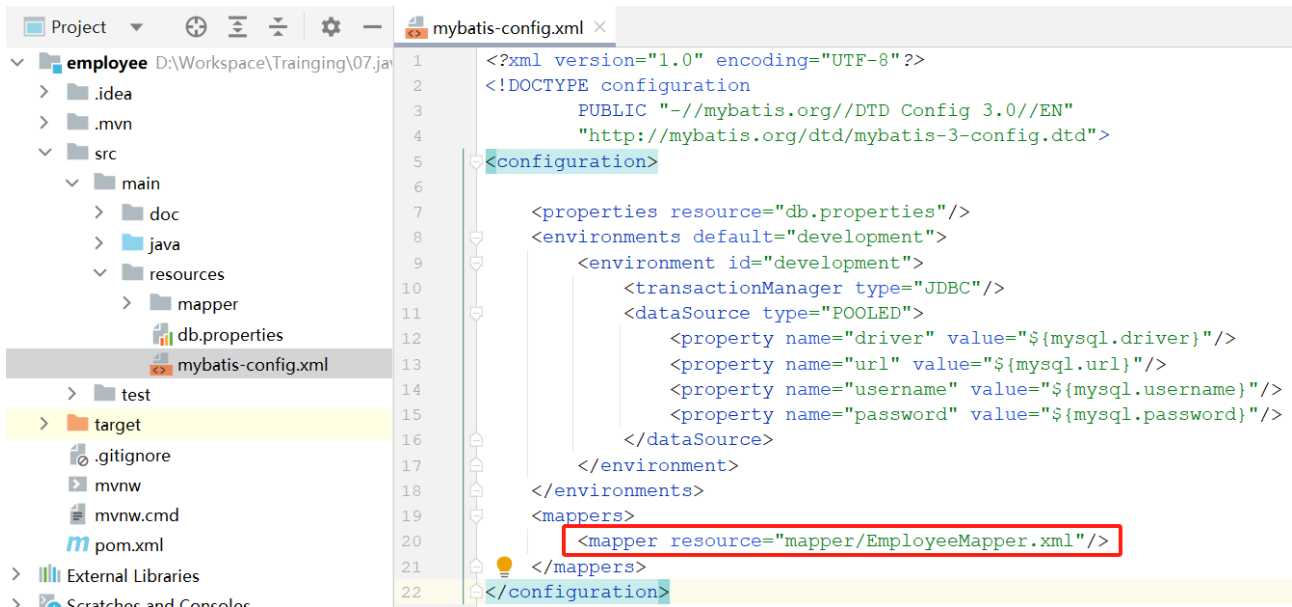 Project
mybatis-config.xml
employee D:\Workspace\Trainging\07.jav
.idea
.mvn
src
main
doc
java
resources
mapper
db.properties
mybatis-config.xml
test
target
.gitignore
mvnw
mvnw.cmd
pom.xml
External Libraries
Scratches and Consoles
1 <?xml version="1.0" encoding="UTF-8"?>
2 <!DOCTYPE configuration
3 PUBLIC "-//mybatis.org//DTD Config 3.0//EN"
4 "http://mybatis.org/dtd/mybatis-3-config.dtd">
5 <configuration>
6
7 <properties resource="db.properties"/>
8 <environments default="development">
9 <environment id="development">
10 <transactionManager type="JDBC"/>
11 <dataSource type="POOLED">
12 <property name="driver" value="${mysql.driver}"/>
13 <property name="url" value="${mysql.url}"/>
14 <property name="username" value="${mysql.username}"/>
15 <property name="password" value="${mysql.password}"/>
16 </dataSource>
17 </environment>
18 </environments>
19 <mappers>
20 <mapper resource="mapper/EmployeeMapper.xml"/>
21 </mappers>
22 </configuration>